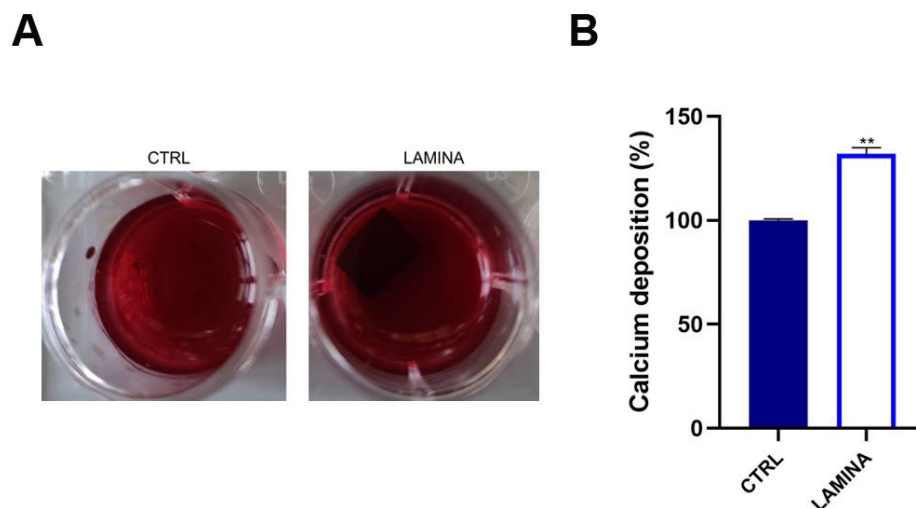 A
B
CTRL
LAMINA
Calcium deposition (%)
150
100
50
0
**
CTRL
LAMINA